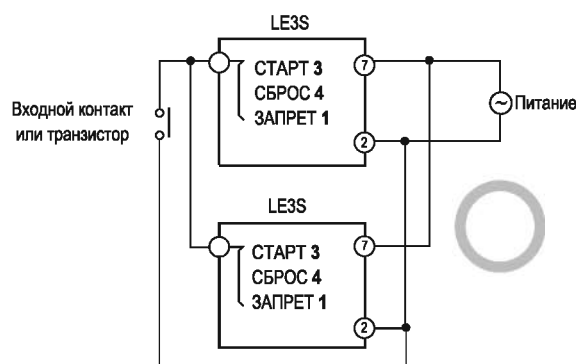 LE3S
СТАРТ 3
СБРОС 4
ЗАПРЕТ 1
7
2
Входной контакт
или транзистор
Питание
LE3S
СТАРТ 3
СБРОС 4
ЗАПРЕТ 1
7
2